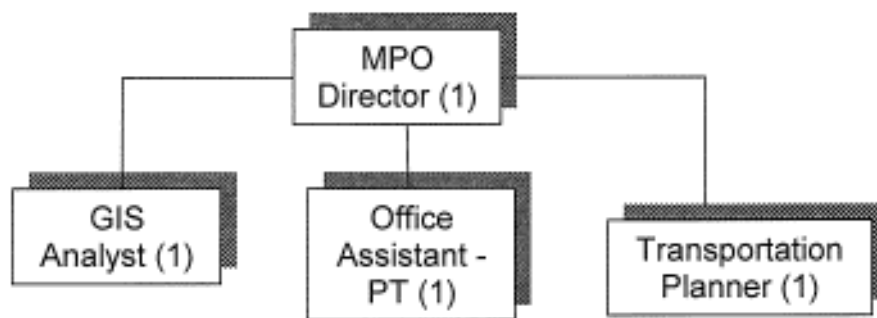 MPO
Director (1)
GIS
Analyst (1)
Office
Assistant -
PT (1)
Transportation
Planner (1)